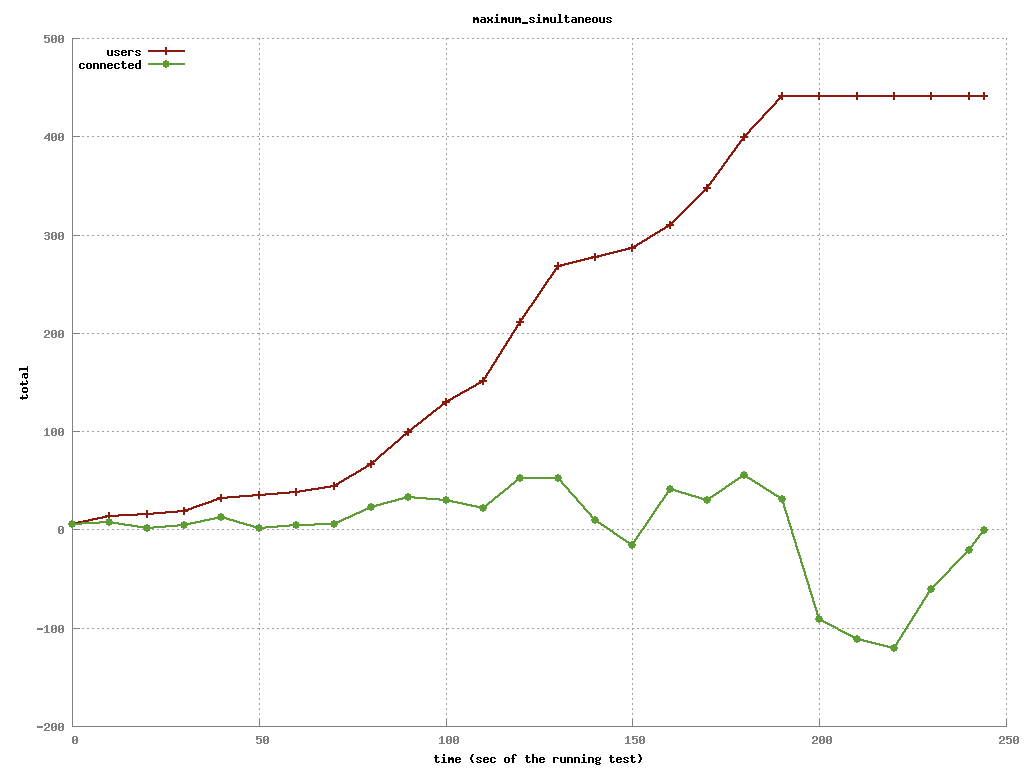 maximum_simultaneous
500
users
connected
400
300
200
total
100
0
-100
-200
0 50 100 150 200 250
time (sec of the running test)